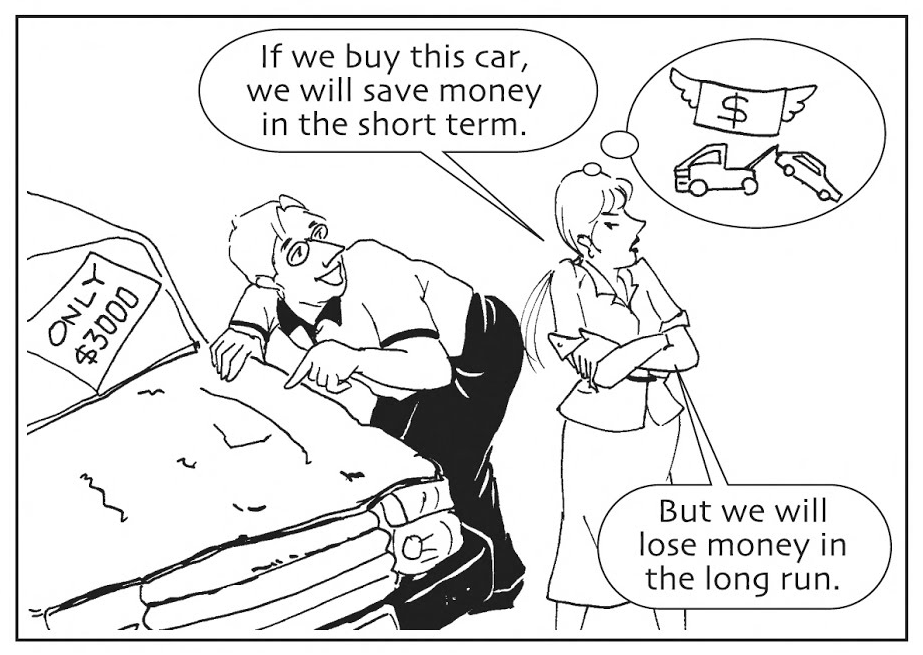 If we buy this car,
we will save money
in the short term.
$
ONLY
$3000
But we will
lose money in
the long run.